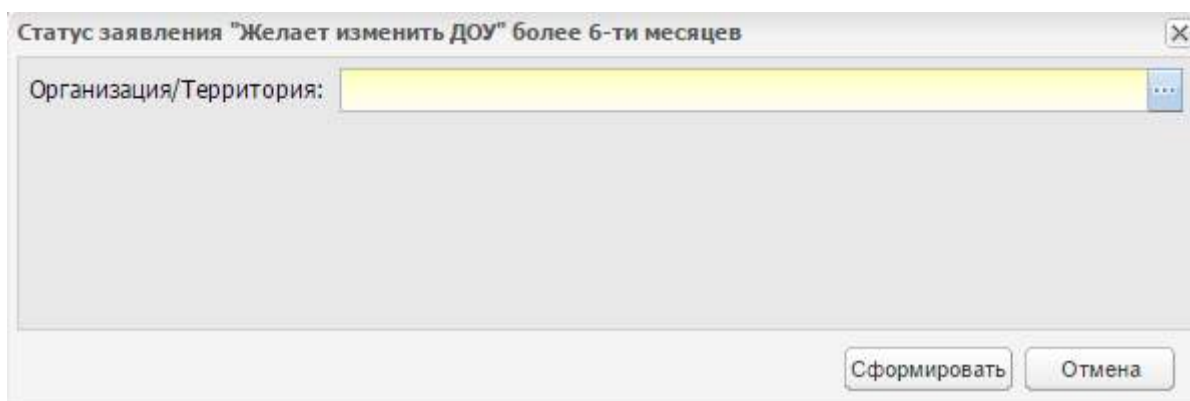 Статус заявления "Желает изменить ДОУ" более 6-ти месяцев
Организация/Территория:
...
Сформировать Отмена